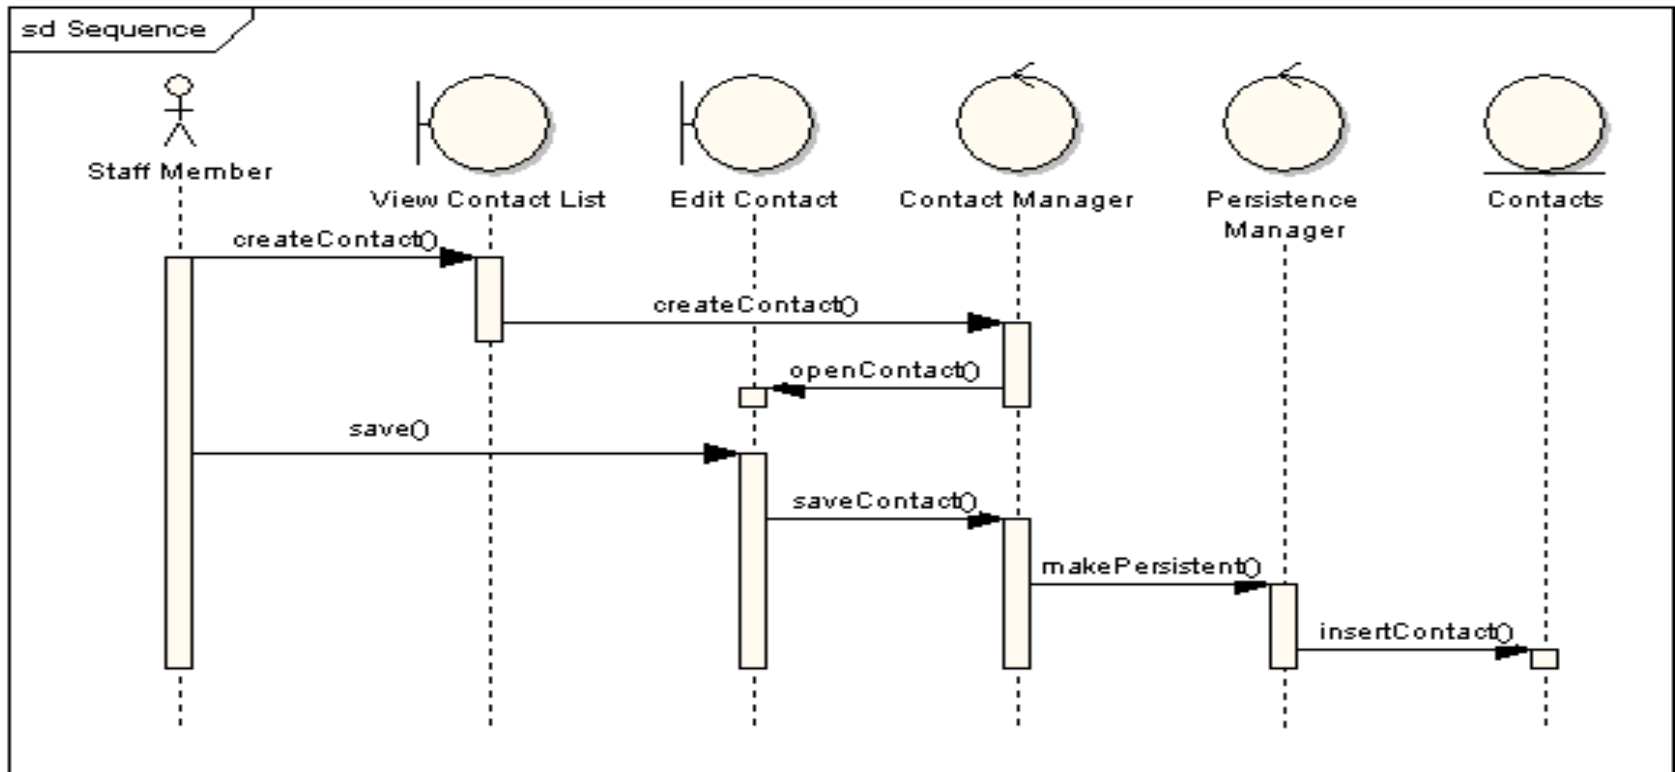 sd Sequence
Staff Member
View Contact List
Edit Contact
Contact Manager
Persistence
Manager
Contacts
createContact()
createContact()
openContact()
save()
saveContact()
makePersistent()
insertContact()